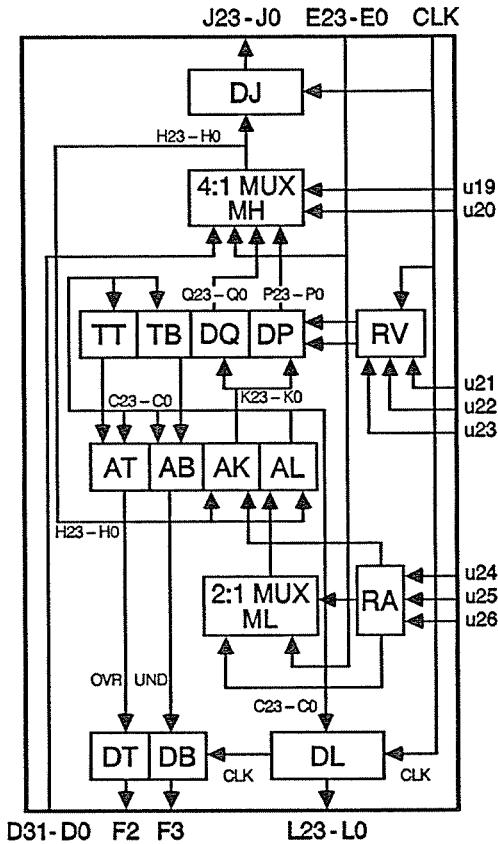 J23-J0 E23-E0 CLK
DJ
H23-H0
4:1 MUX
MH
u19
u20
Q23-Q0 P23-P0
TT TB DQ DP RV
u21
C23-C0 K23-K0
u22
u23
AT AB AK AL
H23-H0
2:1 MUX
ML
RA
u24
u25
u26
OVR UND
C23-C0
DT DB DL
CLK CLK
D31-D0 F2 F3 L23-L0